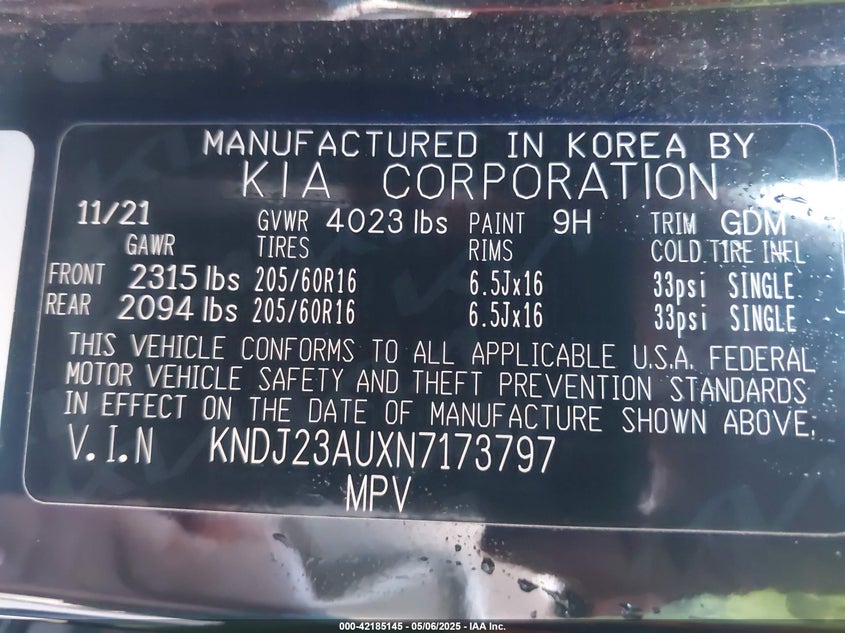 MANUFACTURED IN KOREA BY
KIA CORPORATION
11/21 GVWR 4023 lbs PAINT 9H TRIM GDM
GAWR TIRES RIMS COLD TIRE INFL
FRONT 2315 lbs 205/60R16 6.5Jx16 33psi SINGLE
REAR 2094 lbs 205/60R16 6.5Jx16 33psi SINGLE
THIS VEHICLE CONFORMS TO ALL APPLICABLE U.S.A. FEDERAL
MOTOR VEHICLE SAFETY AND THEFT PREVENTION STANDARDS
IN EFFECT ON THE DATE OF MANUFACTURE SHOWN ABOVE.
V.I.N KNDJ23AUXN7173797
MPV
000-42185145 - 05/06/2025 - IAA Inc.